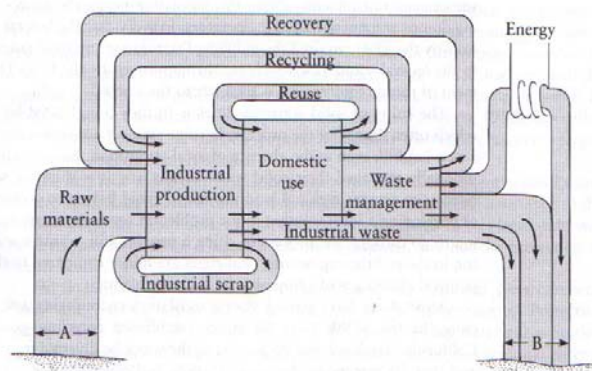 Recovery
Energy
Recycling
Reuse
Industrial
production
Domestic
use
Waste
management
Raw
materials
Industrial waste
Industrial scrap
A
B